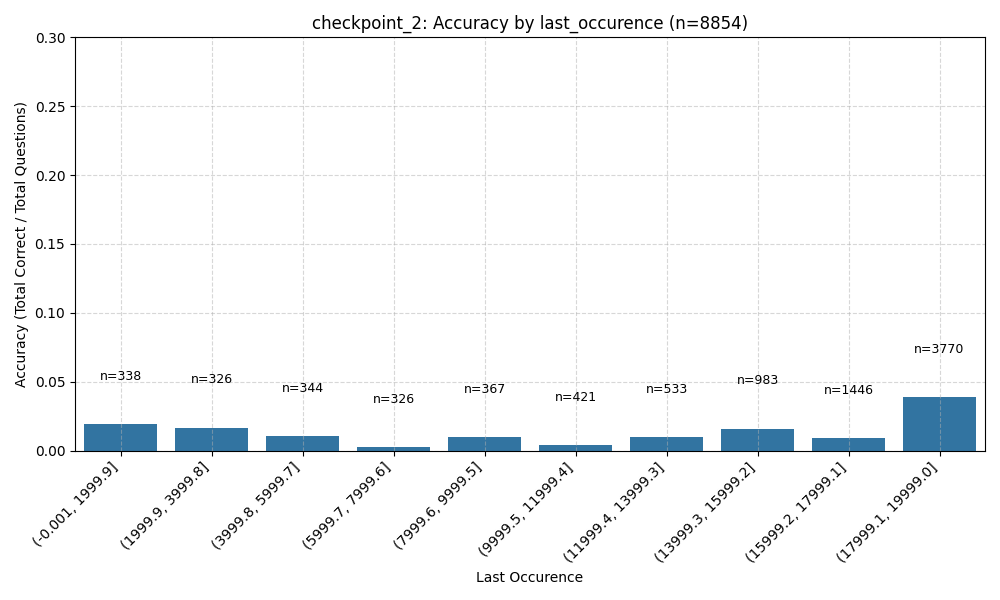 checkpoint_2: Accuracy by last_occurence (n=8854)
Accuracy (Total Correct / Total Questions)
0.30
0.25
0.20
0.15
0.10
0.05
0.00
n=338
n=326
n=344
n=326
n=367
n=421
n=533
n=983
n=1446
n=3770
(-0.001, 1999.9]
(1999.9, 3999.8]
(3999.8, 5999.7]
(5999.7, 7999.6]
(7999.6, 9999.5]
(9999.5, 11999.4]
(11999.4, 13999.3]
(13999.3, 15999.2]
(15999.2, 17999.1]
(17999.1, 19999.0]
Last Occurence